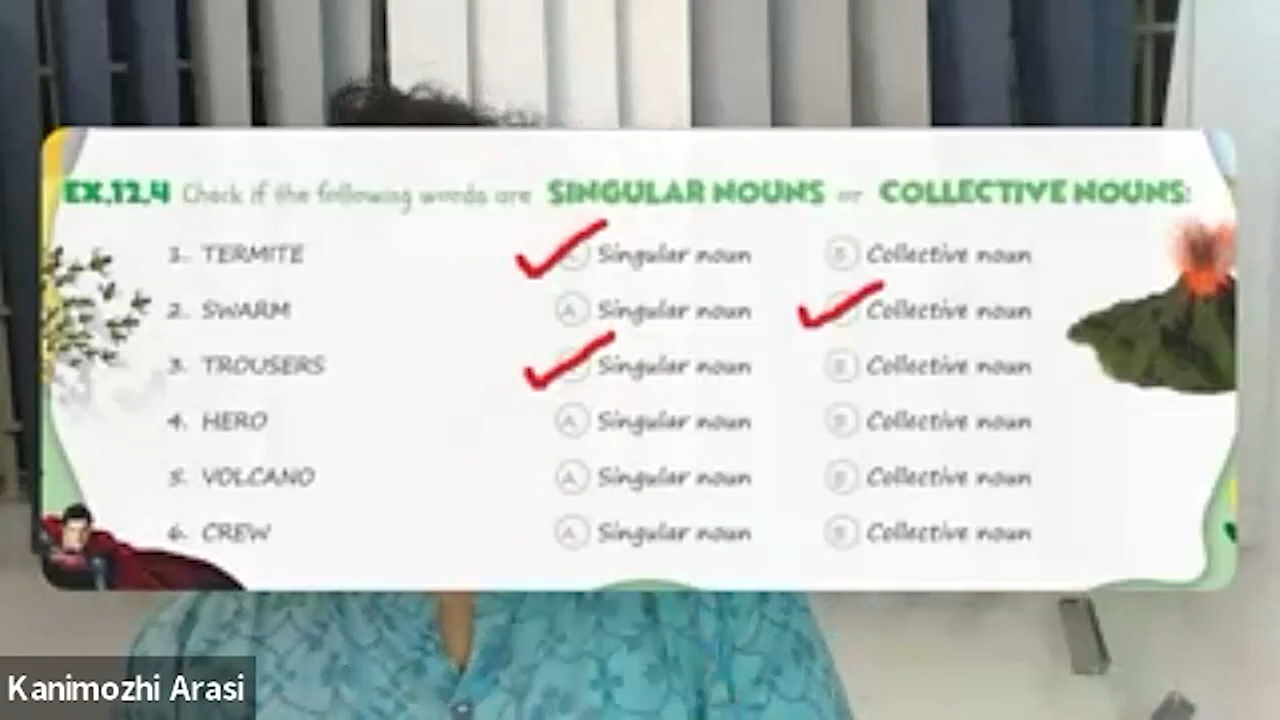 EX.12.4 Check if the following words are SINGULAR NOUNS or COLLECTIVE NOUNS:
1. TERMITE Singular noun B Collective noun
2. SWARM A Singular noun Collective noun
3. TROUSERS Singular noun B Collective noun
4. HERO A Singular noun B Collective noun
5. VOLCANO A Singular noun B Collective noun
6. CREW A Singular noun B Collective noun
Kanimozhi Arasi